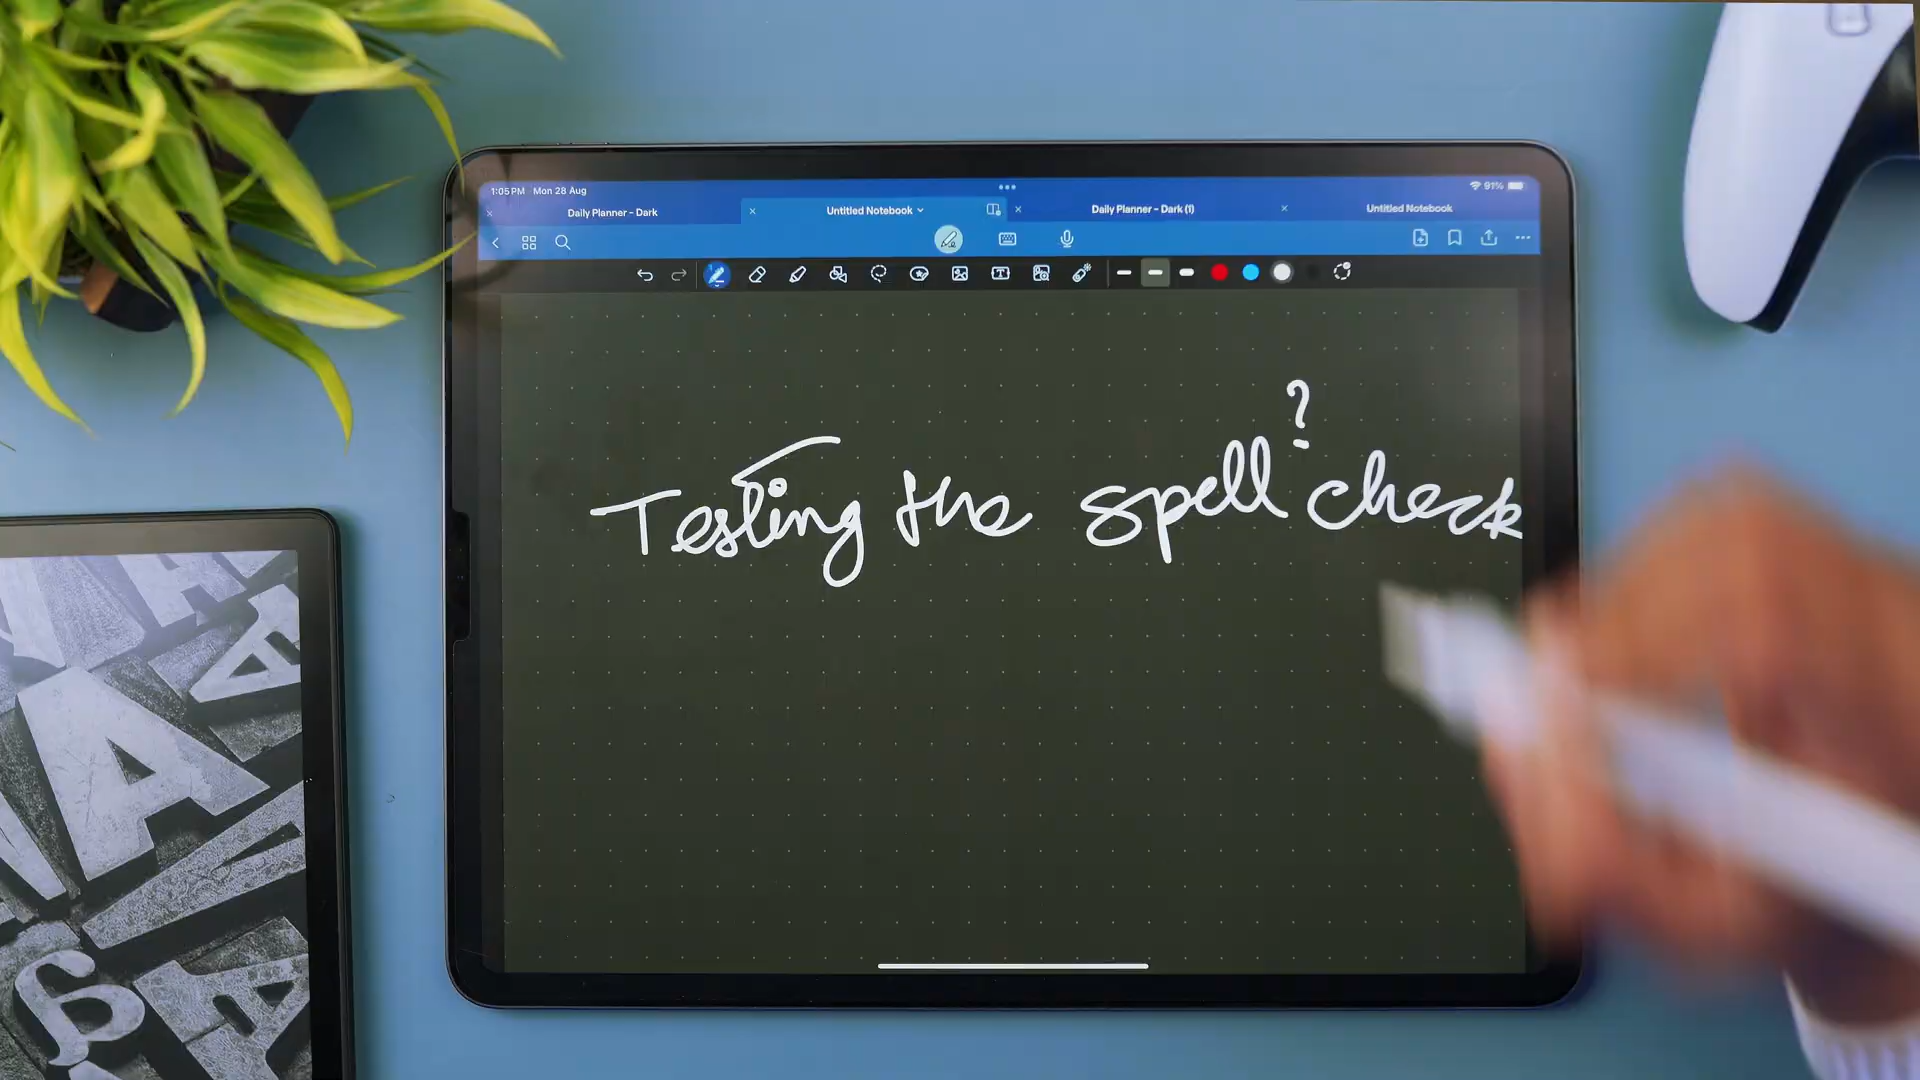 1:05 PM Mon 28 Aug
91%
Daily Planner - Dark
Untitled Notebook
Daily Planner - Dark (1)
Untitled Notebook
?
Testing the spell check
A
A
A
A